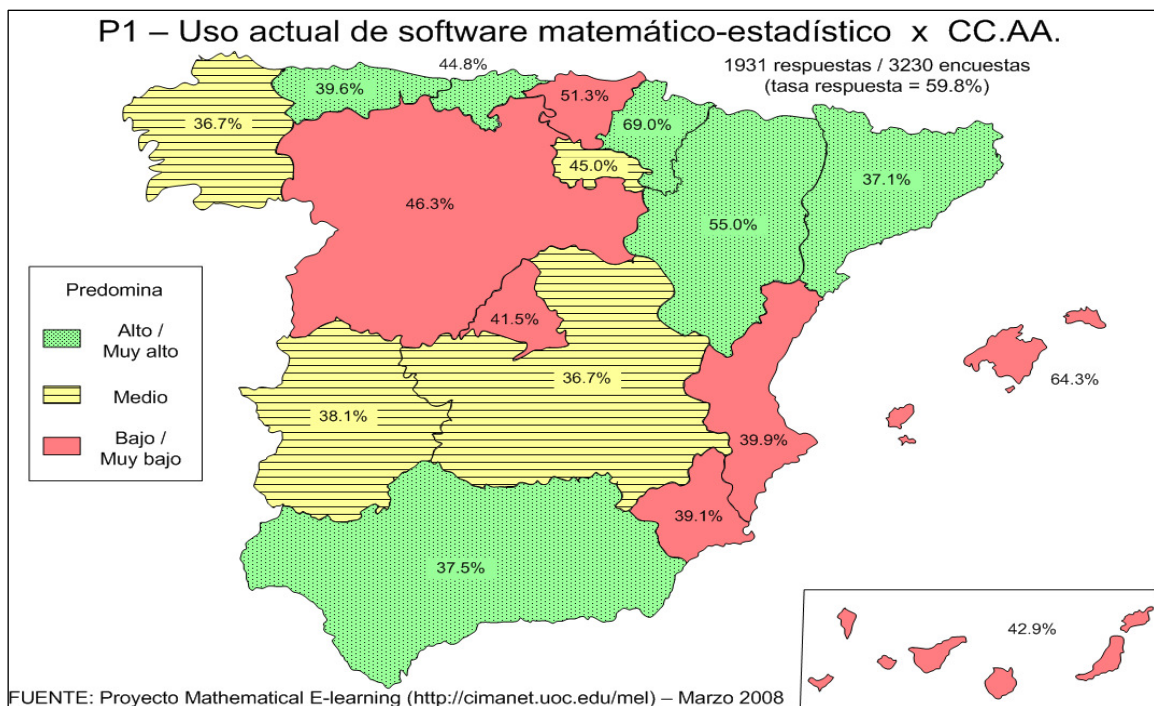 P1 – Uso actual de software matemático-estadístico x CC.AA.
1931 respuestas / 3230 encuestas
(tasa respuesta = 59.8%)
44.8%
39.6%
51.3%
36.7%
69.0%
45.0%
37.1%
46.3%
55.0%
Predomina
Alto /
Muy alto
Medio
Bajo /
Muy bajo
41.5%
36.7%
64.3%
38.1%
39.9%
39.1%
37.5%
42.9%
FUENTE: Proyecto Mathematical E-learning (http://cimanet.uoc.edu/mel) – Marzo 2008